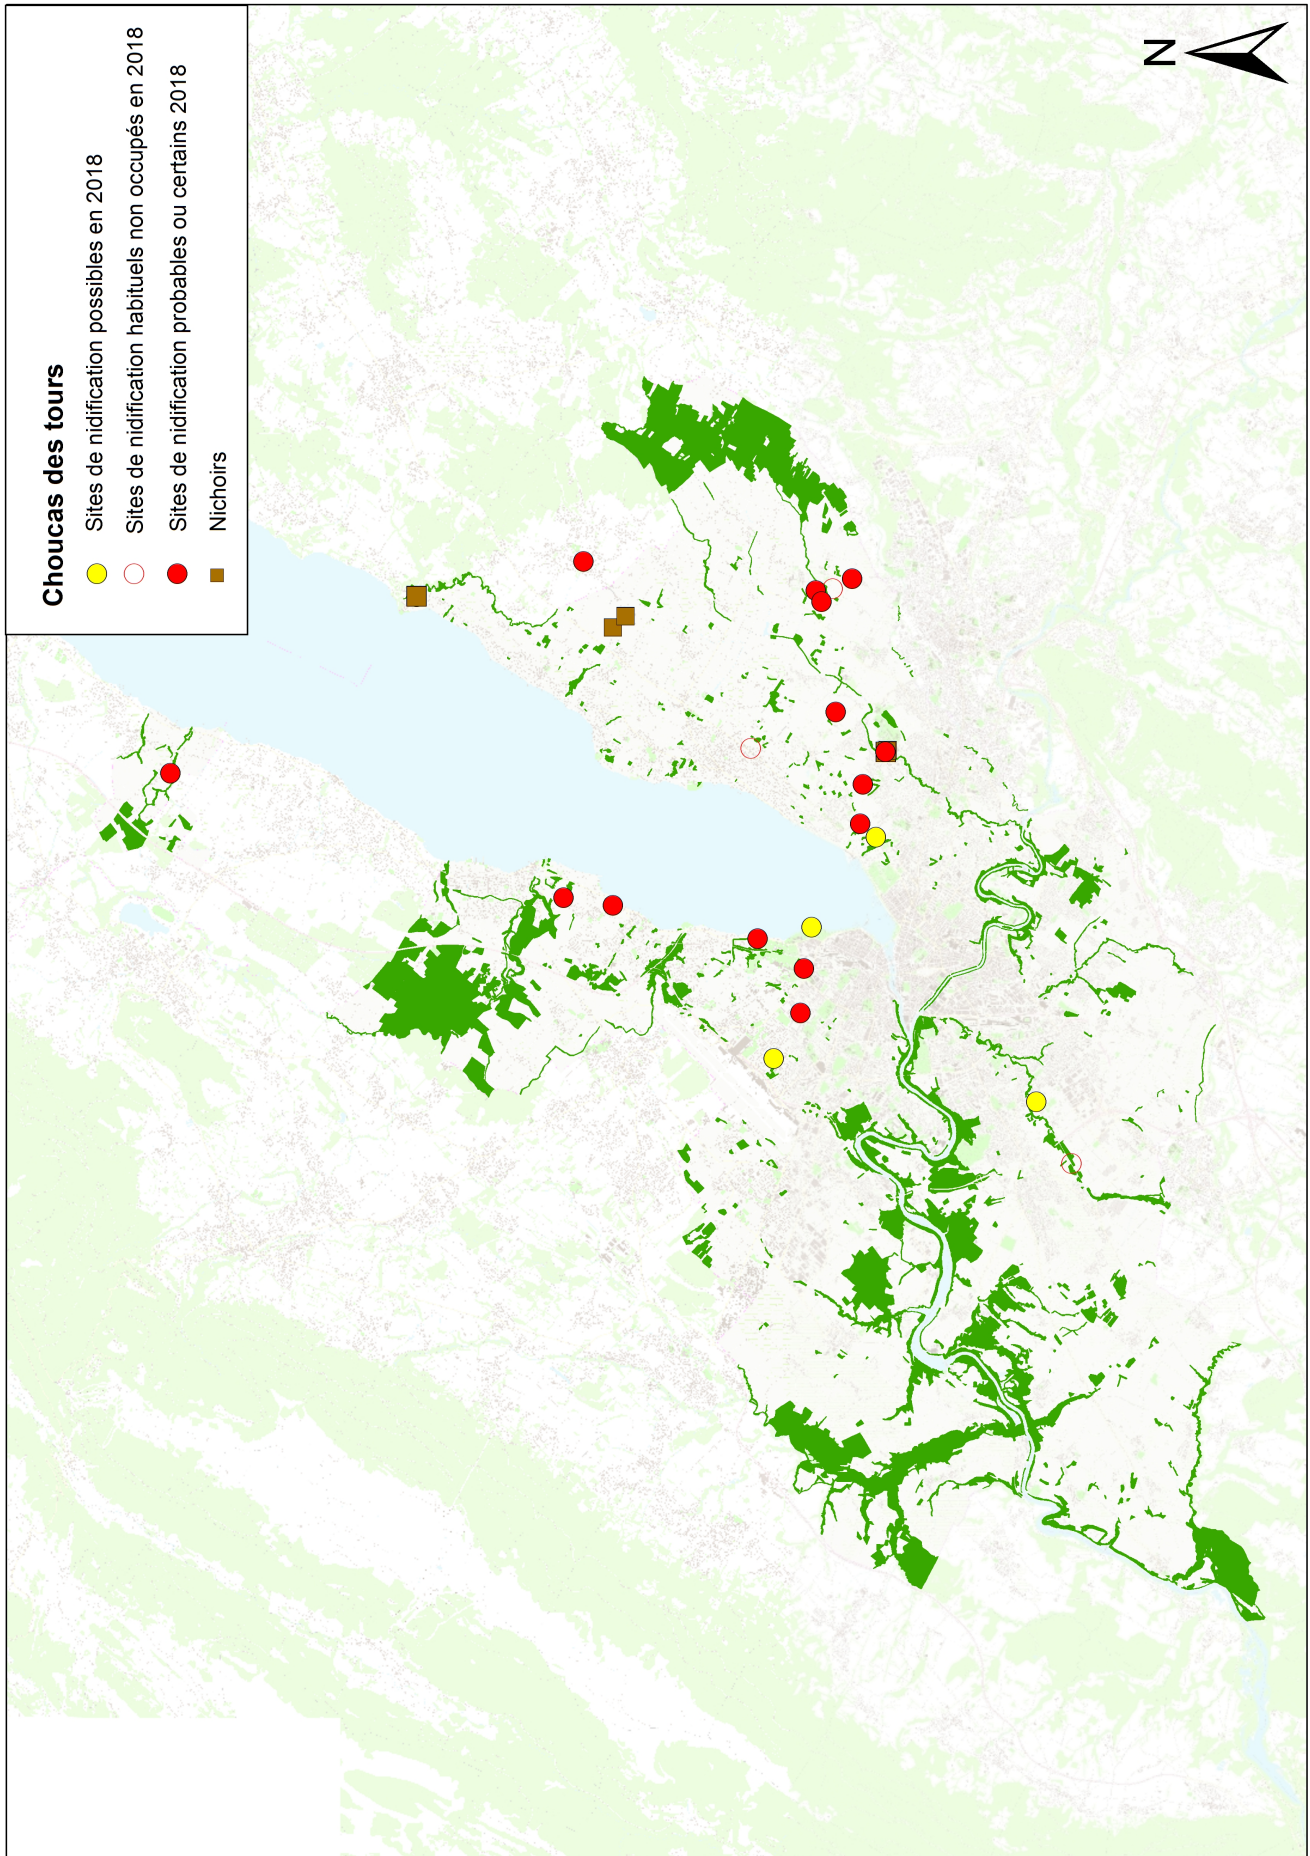 Choucas des tours
Sites de nidification possibles en 2018
Sites de nidification habituels non occupés en 2018
Sites de nidification probables ou certains 2018
Nichoirs
N